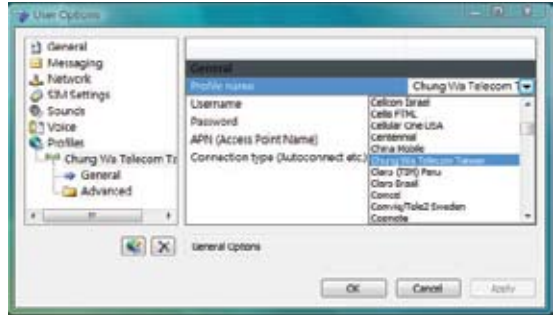 User Options
General
Messaging
Network
SIM Settings
Sounds
Voice
Profiles
Chung Wa Telecom Ta
General
Advanced
General
Profile name
Chung Wa Telecom T
Username
Password
APN (Access Point Name)
Connection type (Autoconnect etc.)
Cellcom Israel
Cellis FTML
Cellular One USA
Centennial
China Mobile
Chung Wa Telecom Taiwan
Claro (TIM) Peru
Claro Brasil
Comcel
Comviq/Tele2 Sweden
Cosmote
General Options
OK
Cancel
Apply